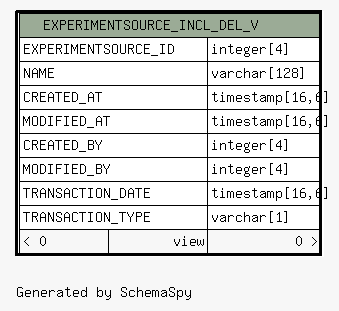 EXPERIMENTSOURCE_INCL_DEL_V
EXPERIMENTSOURCE_ID integer[4]
NAME varchar[128]
CREATED_AT timestamp[16,6]
MODIFIED_AT timestamp[16,6]
CREATED_BY integer[4]
MODIFIED_BY integer[4]
TRANSACTION_DATE timestamp[16,6]
TRANSACTION_TYPE varchar[1]
< 0 view 0 >
Generated by SchemaSpy